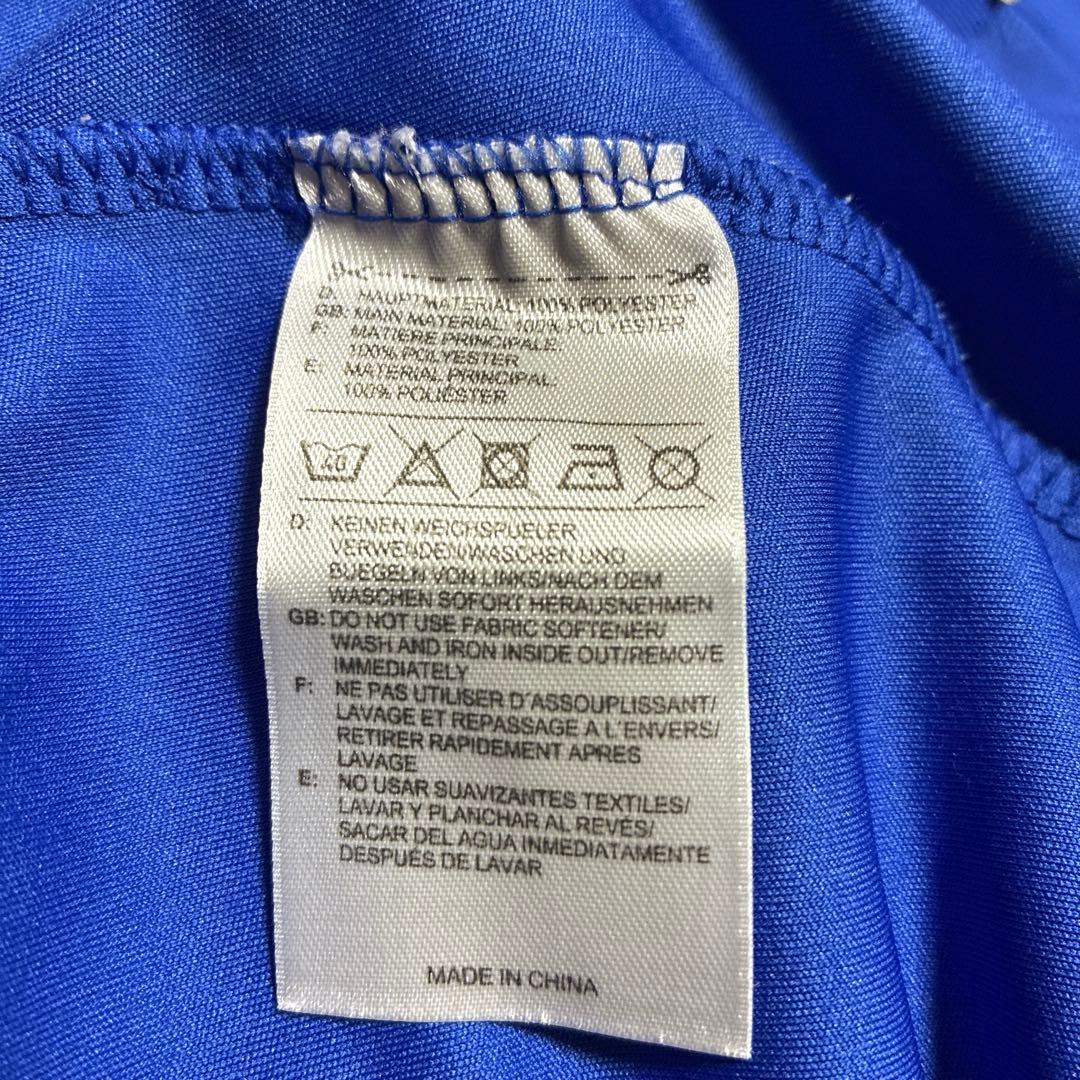 D: HAUPTMATERIAL: 100% POLYESTER
GB: MAIN MATERIAL: 100% POLYESTER
F: MATIERE PRINCIPALE:
100% POLYESTER
E: MATERIAL PRINCIPAL:
100% POLIÉSTER
40
D: KEINEN WEICHSPUELER
VERWENDEN/WASCHEN UND
BUEGELN VON LINKS/NACH DEM
WASCHEN SOFORT HERAUSNEHMEN
GB: DO NOT USE FABRIC SOFTENER/
WASH AND IRON INSIDE OUT/REMOVE
IMMEDIATELY
F: NE PAS UTILISER D'ASSOUPLISSANT/
LAVAGE ET REPASSAGE A L'ENVERS/
RETIRER RAPIDEMENT APRES
LAVAGE
E: NO USAR SUAVIZANTES TEXTILES/
LAVAR Y PLANCHAR AL REVÉS/
SACAR DEL AGUA INMEDIATAMENTE
DESPUÉS DE LAVAR
MADE IN CHINA